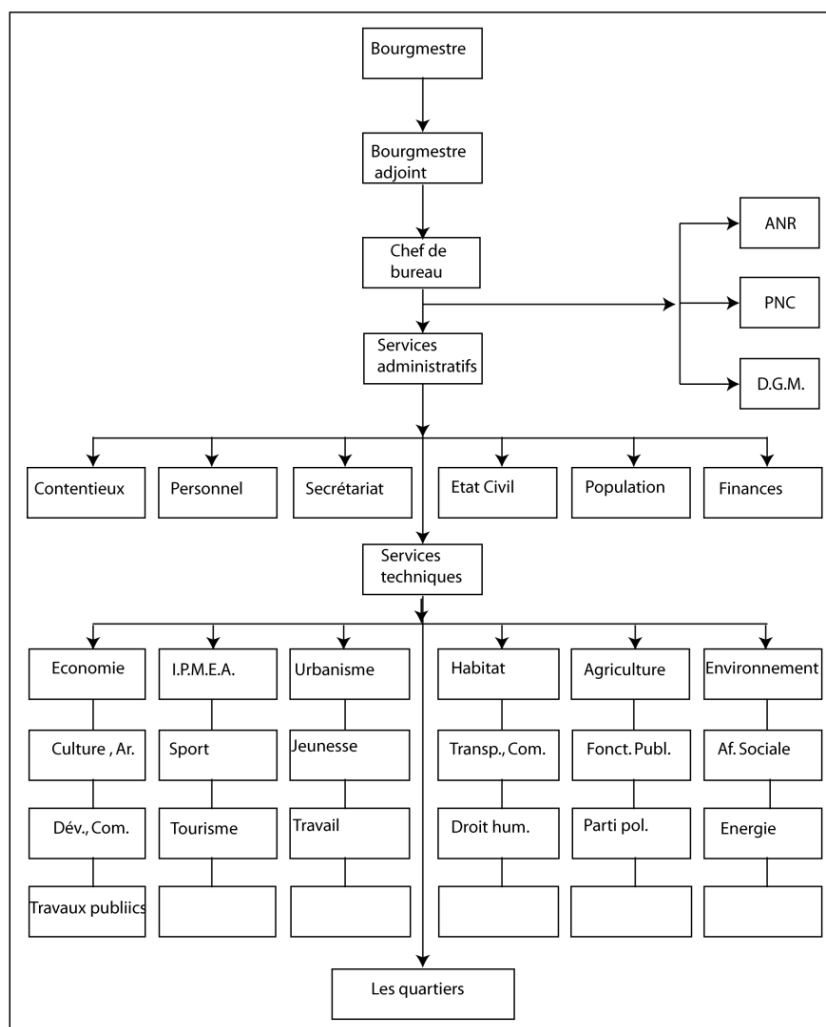 Bourgmestre
Bourgmestre
adjoint
ANR
Chef de
bureau
PNC
Services
administratifs
D.G.M.
Contentieux
Personnel
Secrétariat
Etat Civil
Population
Finances
Services
techniques
Economie
I.P.M.E.A.
Urbanisme
Habitat
Agriculture
Environnement
Culture , Ar.
Sport
Jeunesse
Transp., Com.
Fonct. Publ.
Af. Sociale
Dév., Com.
Tourisme
Travail
Droit hum.
Parti pol.
Energie
Travaux publiics
Les quartiers